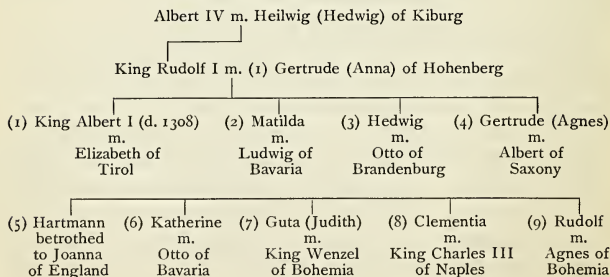 Albert IV m. Heilwig (Hedwig) of Kiburg
King Rudolf I m. (1) Gertrude (Anna) of Hohenberg
(1) King Albert I (d. 1308) (2) Matilda (3) Hedwig (4) Gertrude (Agnes)
m. m. m. m.
Elizabeth of Ludwig of Otto of Albert of
Tirol Bavaria Brandenburg Saxony
(5) Hartmann (6) Katherine (7) Guta (Judith) (8) Clementia (9) Rudolf
betrothed m. m. m. m.
to Joanna Otto of King Wenzel King Charles III Agnes of
of England Bavaria of Bohemia of Naples Bohemia